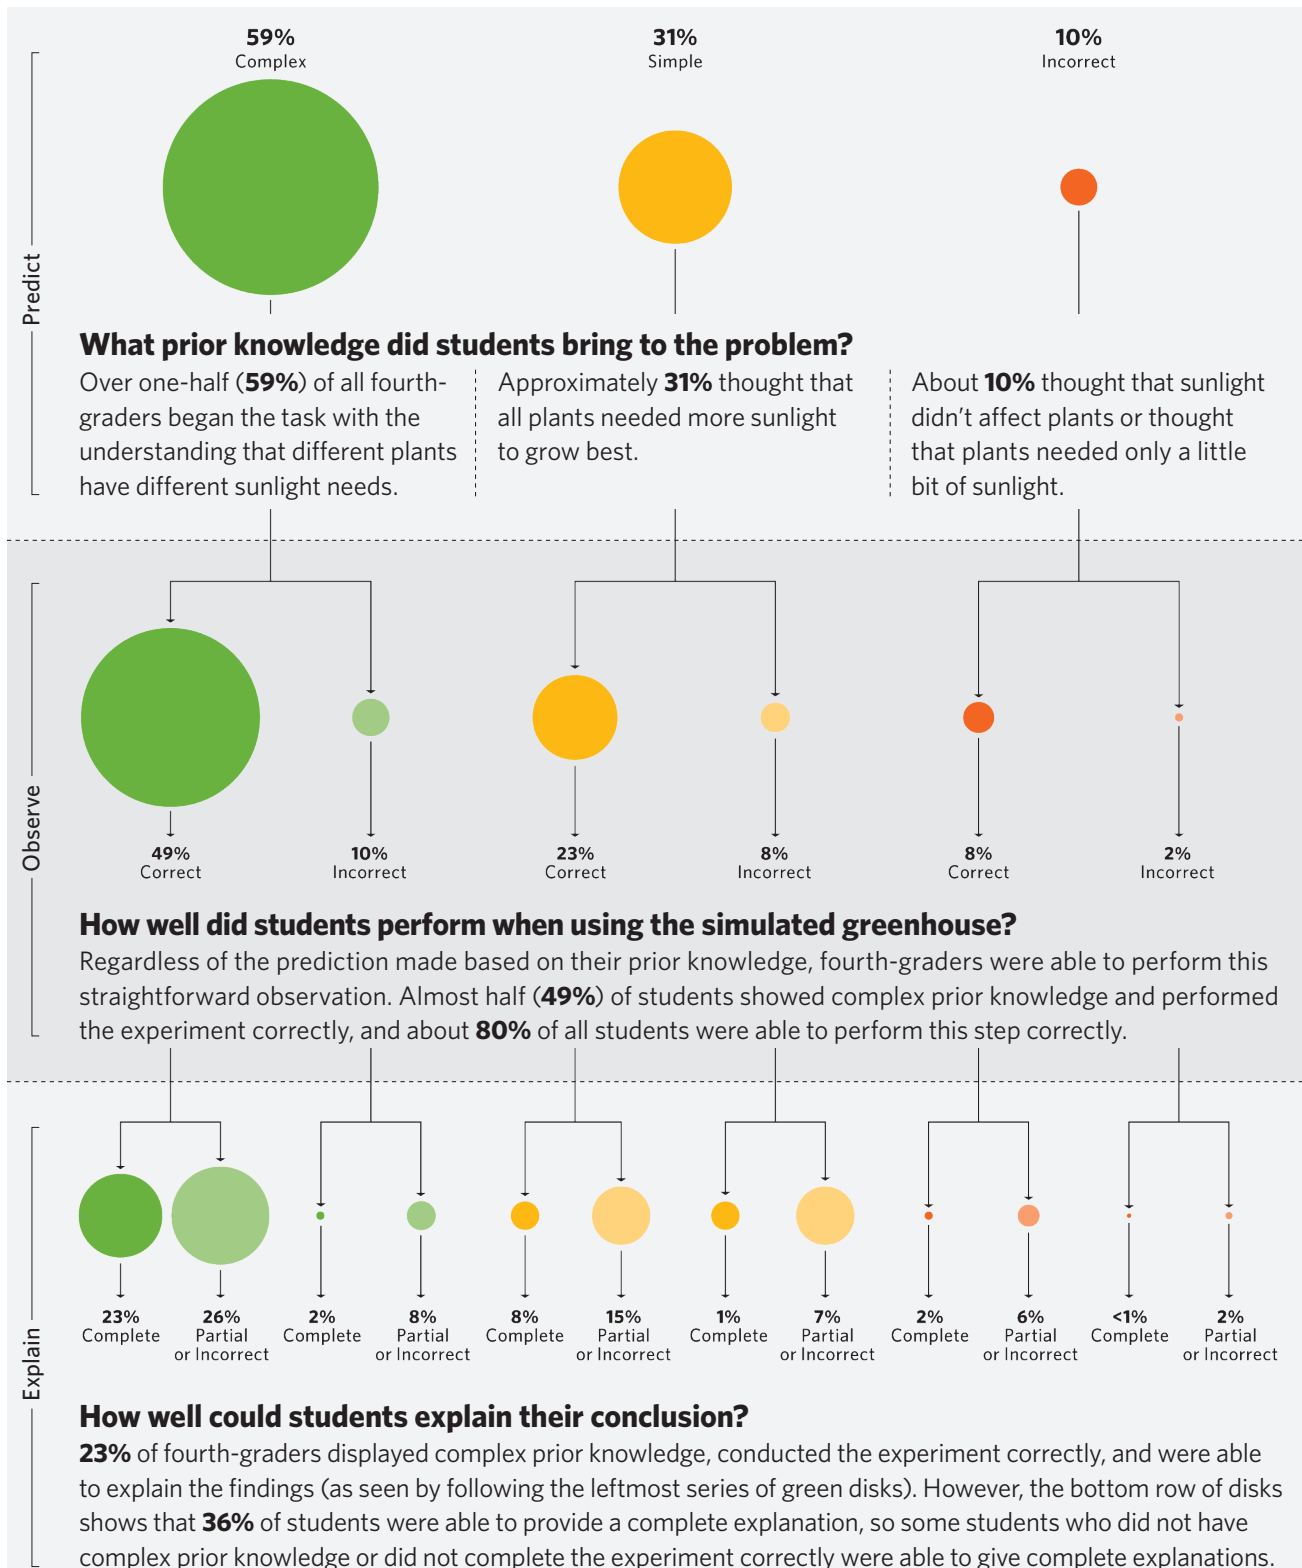 59%
Complex
31%
Simple
10%
Incorrect
Predict
What prior knowledge did students bring to the problem?
Over one-half (59%) of all fourth-
graders began the task with the
understanding that different plants
have different sunlight needs.
Approximately 31% thought that
all plants needed more sunlight
to grow best.
About 10% thought that sunlight
didn't affect plants or thought
that plants needed only a little
bit of sunlight.
Observe
49%
Correct
10%
Incorrect
23%
Correct
8%
Incorrect
8%
Correct
2%
Incorrect
How well did students perform when using the simulated greenhouse?
Regardless of the prediction made based on their prior knowledge, fourth-graders were able to perform this
straightforward observation. Almost half (49%) of students showed complex prior knowledge and performed
the experiment correctly, and about 80% of all students were able to perform this step correctly.
Explain
23%
Complete
26%
Partial
or Incorrect
2%
Complete
8%
Partial
or Incorrect
8%
Complete
15%
Partial
or Incorrect
1%
Complete
7%
Partial
or Incorrect
2%
Complete
6%
Partial
or Incorrect
<1%
Complete
2%
Partial
or Incorrect
How well could students explain their conclusion?
23% of fourth-graders displayed complex prior knowledge, conducted the experiment correctly, and were able
to explain the findings (as seen by following the leftmost series of green disks). However, the bottom row of disks
shows that 36% of students were able to provide a complete explanation, so some students who did not have
complex prior knowledge or did not complete the experiment correctly were able to give complete explanations.